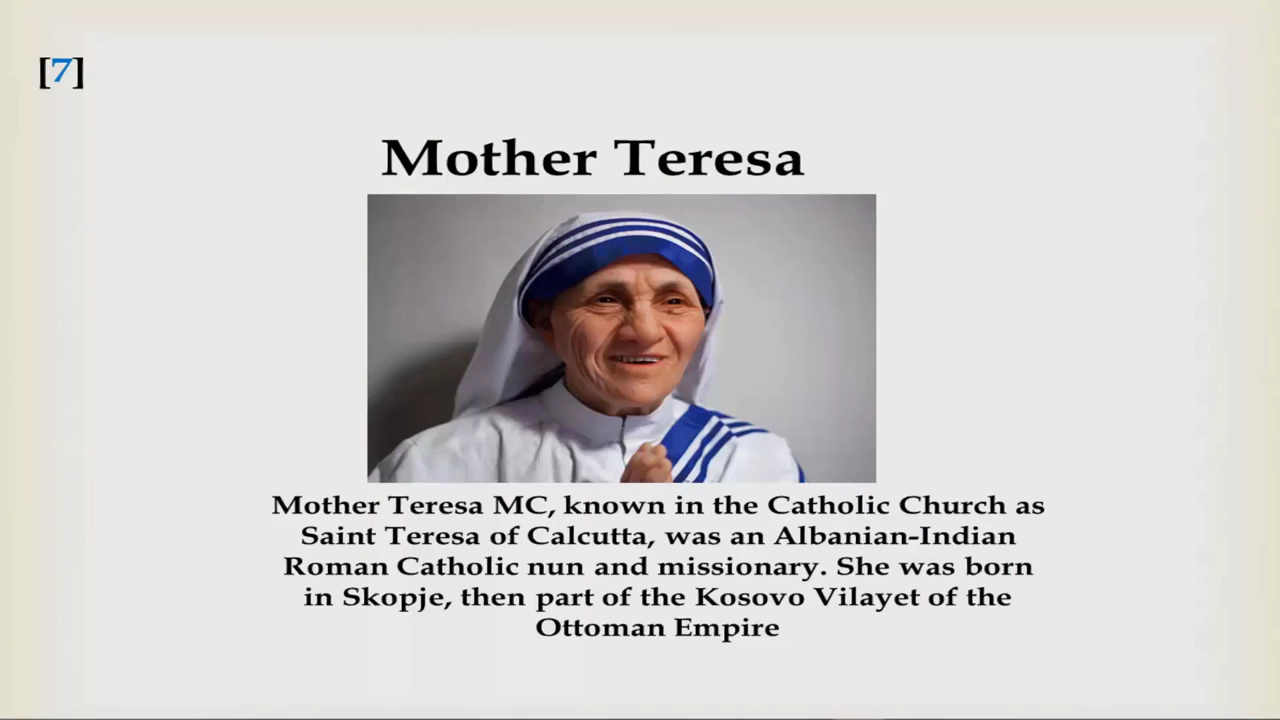 [7]
Mother Teresa
Mother Teresa MC, known in the Catholic Church as
Saint Teresa of Calcutta, was an Albanian-Indian
Roman Catholic nun and missionary. She was born
in Skopje, then part of the Kosovo Vilayet of the
Ottoman Empire